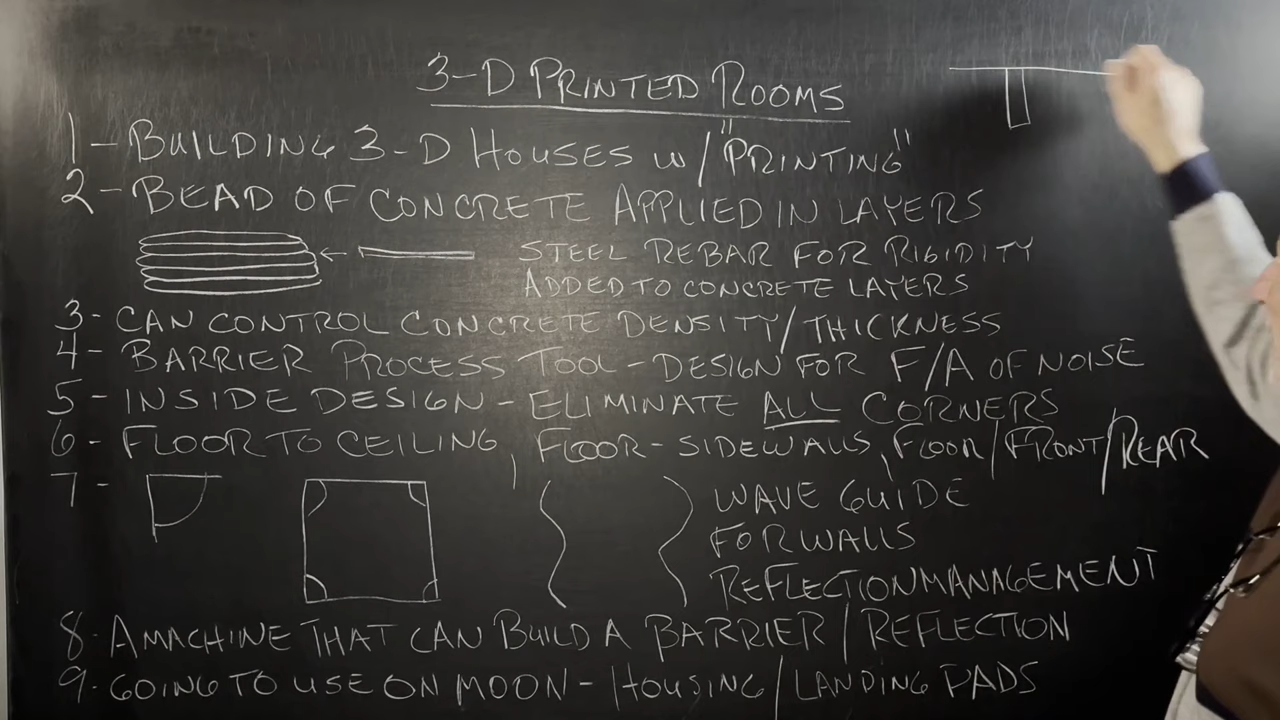 3-D PRINTED ROOMS
1- BUILDING 3-D HOUSES W/ "PRINTING"
2- BEAD OF CONCRETE APPLIED IN LAYERS
STEEL REBAR FOR RIGIDITY
ADDED TO CONCRETE LAYERS
3- CAN CONTROL CONCRETE DENSITY/THICKNESS
4- BARRIER PROCESS TOOL - DESIGN FOR F/A OF NOISE
5- INSIDE DESIGN - ELIMINATE ALL CORNERS
6- FLOOR TO CEILING, FLOOR-SIDEWALLS, FLOOR/FRONT/REAR
7-
WAVE GUIDE
FOR WALLS
REFLECTION MANAGEMENT
8. A MACHINE THAT CAN BUILD A BARRIER/REFLECTION
9. GOING TO USE ON MOON - HOUSING/LANDING PADS